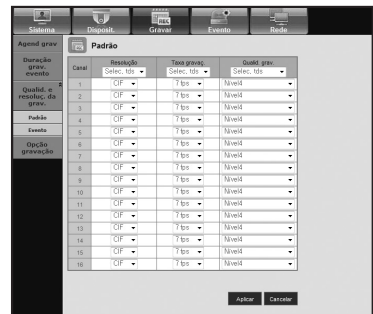 Sistema Disposit. Gravar Evento Rede
REC
Agend grav
Duração
grav.
evento
Qualid. e
resoluç. da
grav.
Padrão
Evento
Opção
gravação
Padrão
Canal Resolução Taxa gravaç. Qualid. grav.
Selec, tds. Selec, tds. Selec, tds.
1 CIF 7 fps Nível4
2 CIF 7 fps Nível4
3 CIF 7 fps Nível4
4 CIF 7 fps Nível4
5 CIF 7 fps Nível4
6 CIF 7 fps Nível4
7 CIF 7 fps Nível4
8 CIF 7 fps Nível4
9 CIF 7 fps Nível4
10 CIF 7 fps Nível4
11 CIF 7 fps Nível4
12 CIF 7 fps Nível4
13 CIF 7 fps Nível4
14 CIF 7 fps Nível4
15 CIF 7 fps Nível4
16 CIF 7 fps Nível4
Aplicar Cancelar